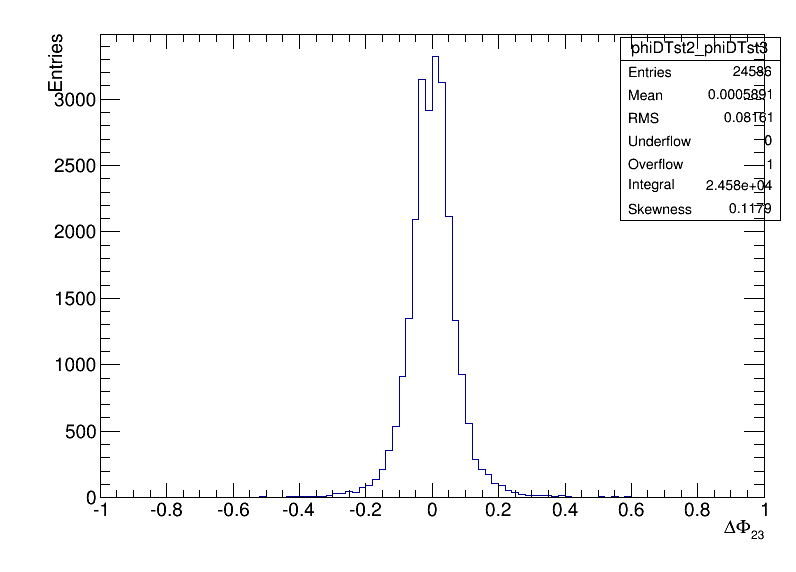 Entries
phiDTst2_phiDTst3
Entries 24586
Mean 0.0005891
RMS 0.08161
Underflow 0
Overflow 1
Integral 2.458e+04
Skewness 0.1179
3000
2500
2000
1500
1000
500
0
-1 -0.8 -0.6 -0.4 -0.2 0 0.2 0.4 0.6 0.8 1
ΔΦ23